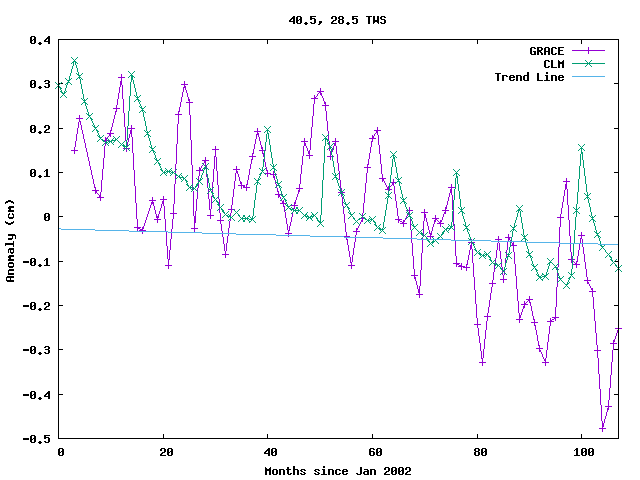 40.5, 28.5 TWS
GRACE
CLM
Trend Line
0.4
0.3
0.2
0.1
0
-0.1
-0.2
-0.3
-0.4
-0.5
Anomaly (cm)
0 20 40 60 80 100
Months since Jan 2002